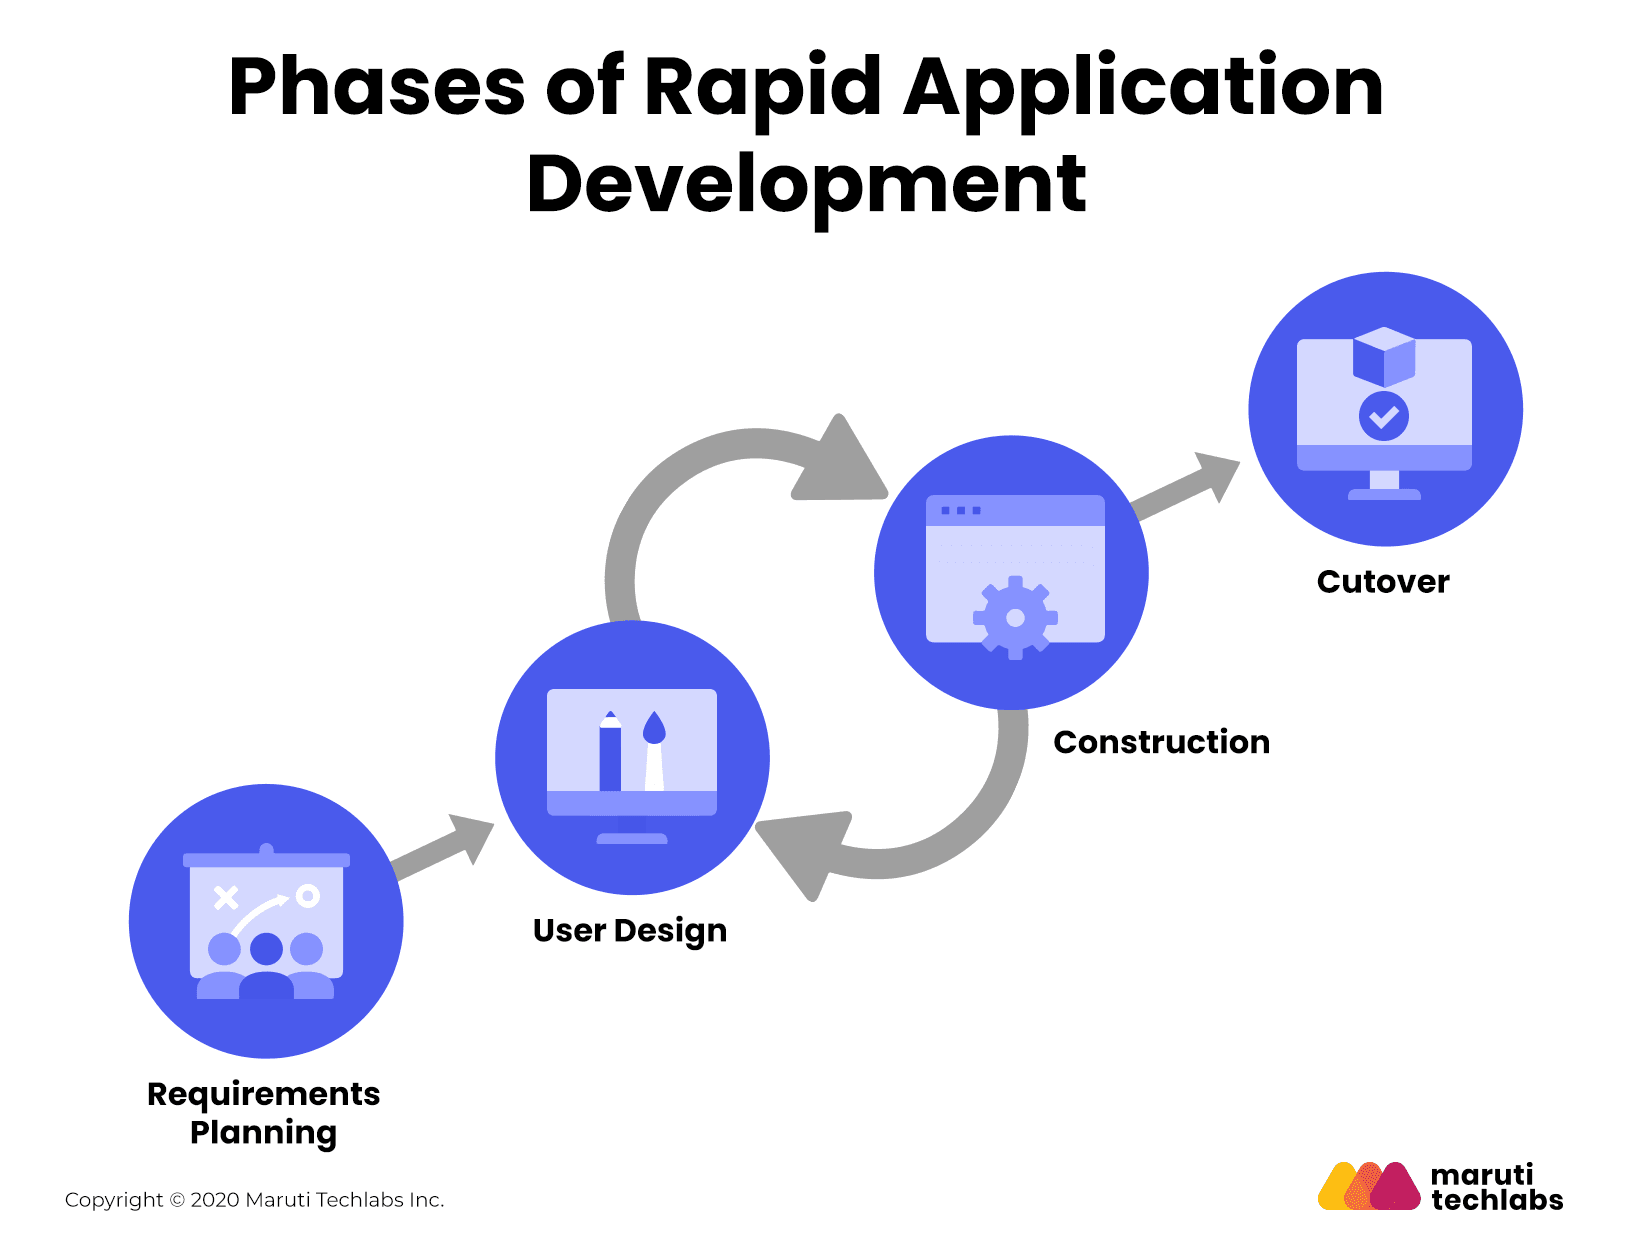 Phases of Rapid Application
Development
Cutover
Construction
User Design
Requirements
Planning
Copyright © 2020 Maruti Techlabs Inc.
maruti
techlabs